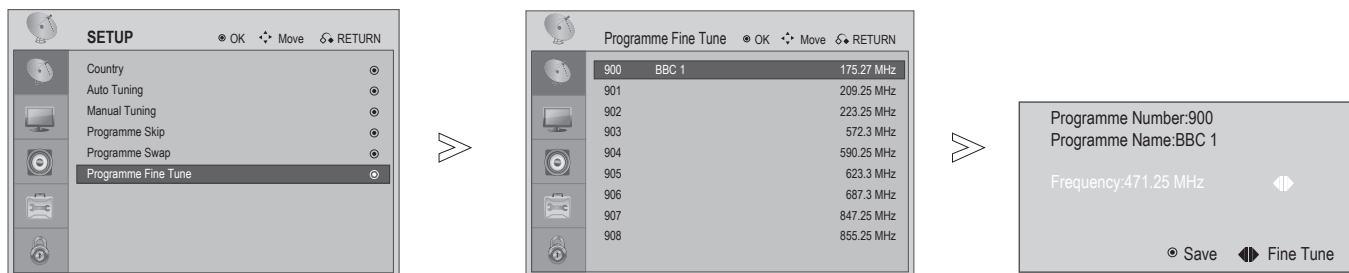 SETUP OK Move RETURN
Country
Auto Tuning
Manual Tuning
Programme Skip
Programme Swap
Programme Fine Tune
Programme Fine Tune OK Move RETURN
900 BBC 1 175.27 MHz
901 209.25 MHz
902 223.25 MHz
903 572.3 MHz
904 590.25 MHz
905 623.3 MHz
906 687.3 MHz
907 847.25 MHz
908 855.25 MHz
Programme Number:900
Programme Name:BBC 1
Frequency:471.25 MHz
Save Fine Tune